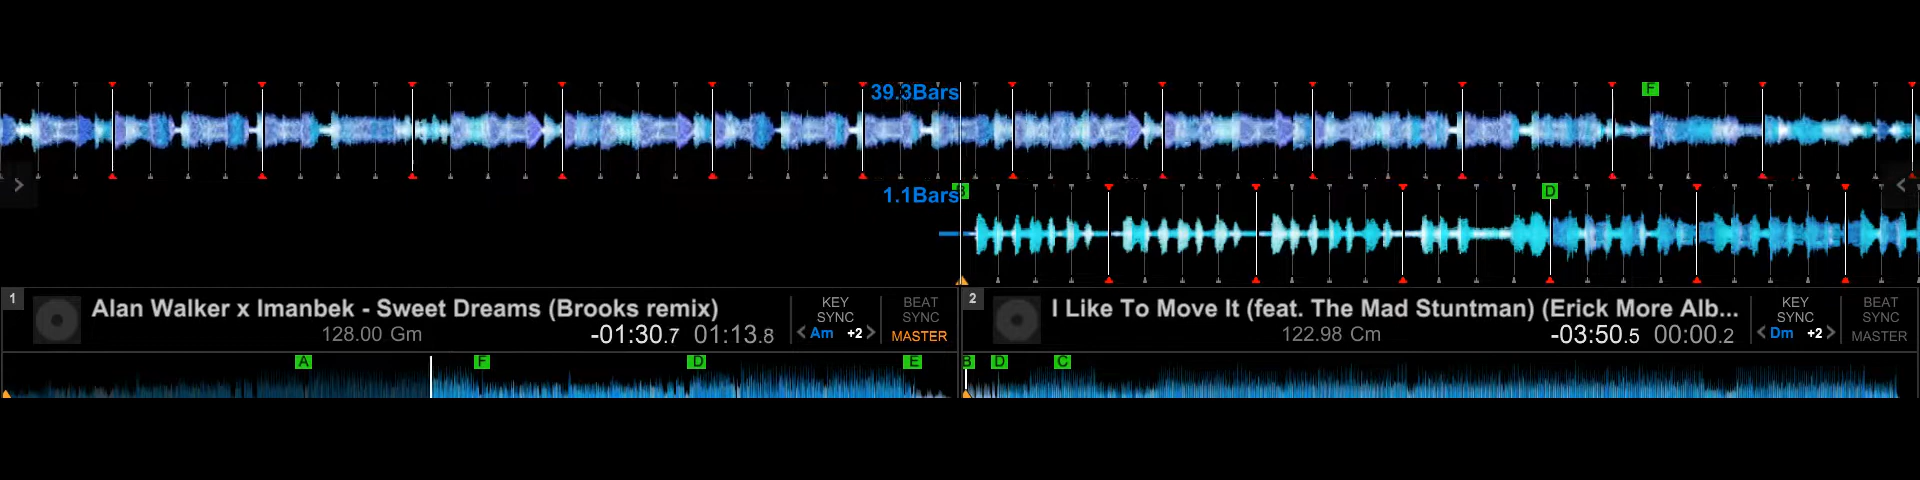 39.3Bars
F
1.1Bars
D
1
Alan Walker x Imanbek - Sweet Dreams (Brooks remix)
128.00 Gm
-01:30.7 01:13.8
KEY SYNC
Am +2
BEAT SYNC
MASTER
A F D E
2
I Like To Move It (feat. The Mad Stuntman) (Erick More Alb...
122.98 Cm
-03:50.5 00:00.2
KEY SYNC
Dm +2
BEAT SYNC
MASTER
B D C